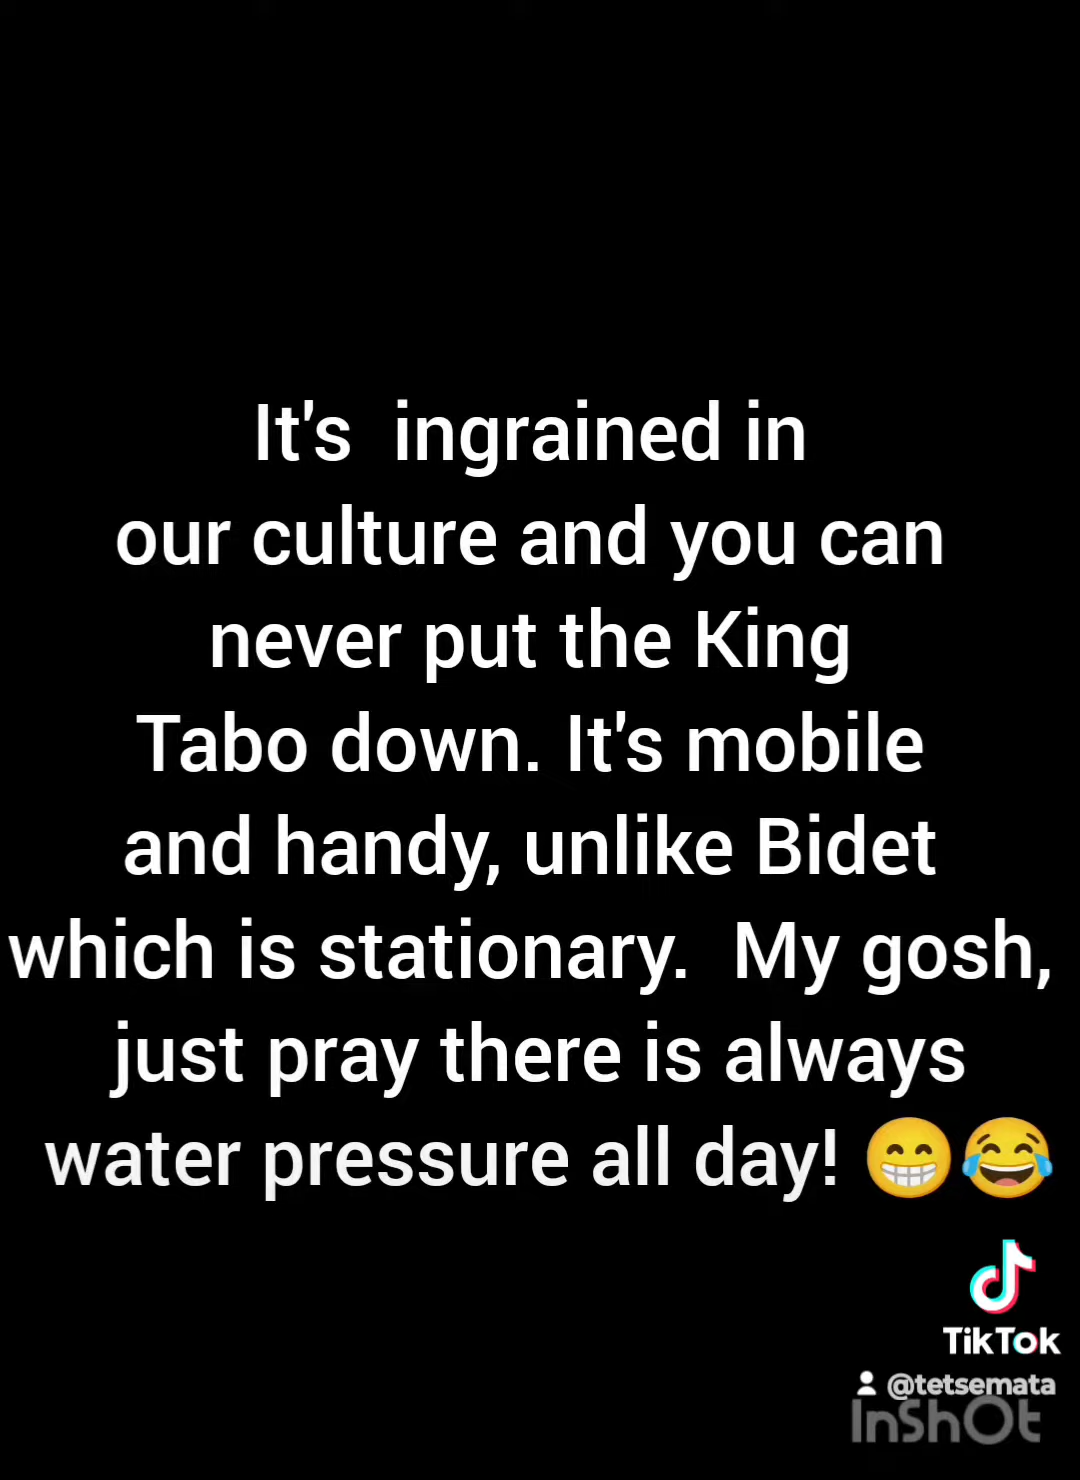 It's  ingrained in
our culture and you can
never put the King
Tabo down. It's mobile
and handy, unlike Bidet
which is stationary.  My gosh,
just pray there is always
water pressure all day! 😁😂
TikTok
@tetsemata
InShOt